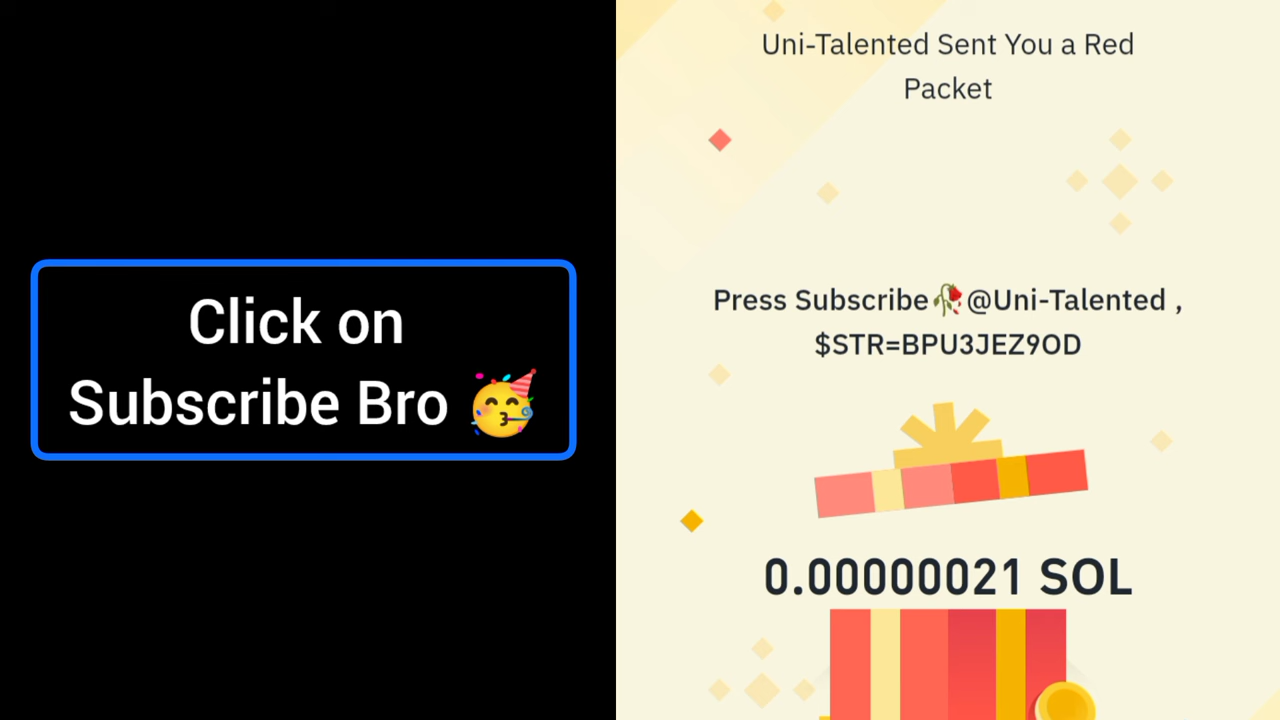 Click on
Subscribe Bro 🥳
Uni-Talented Sent You a Red
Packet
Press Subscribe🥀@Uni-Talented ,
$STR=BPU3JEZ9OD
0.00000021 SOL